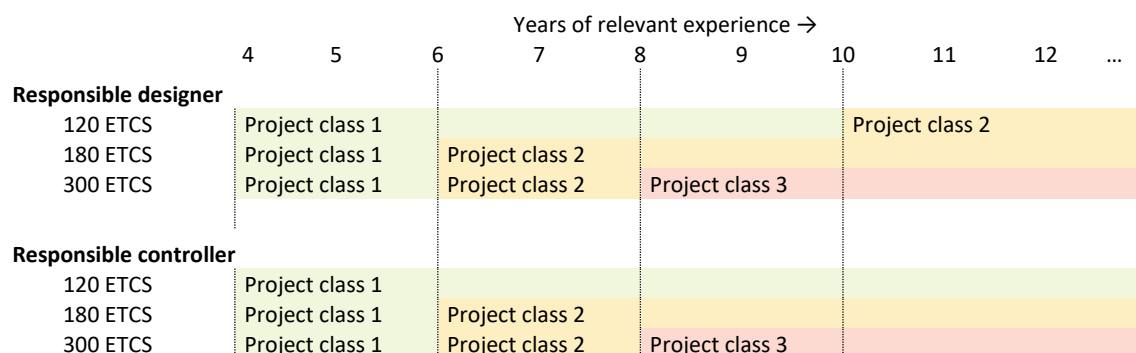 Years of relevant experience →
4 5 6 7 8 9 10 11 12 ...
Responsible designer
120 ETCS Project class 1 Project class 2
180 ETCS Project class 1 Project class 2
300 ETCS Project class 1 Project class 2 Project class 3
Responsible controller
120 ETCS Project class 1
180 ETCS Project class 1 Project class 2
300 ETCS Project class 1 Project class 2 Project class 3